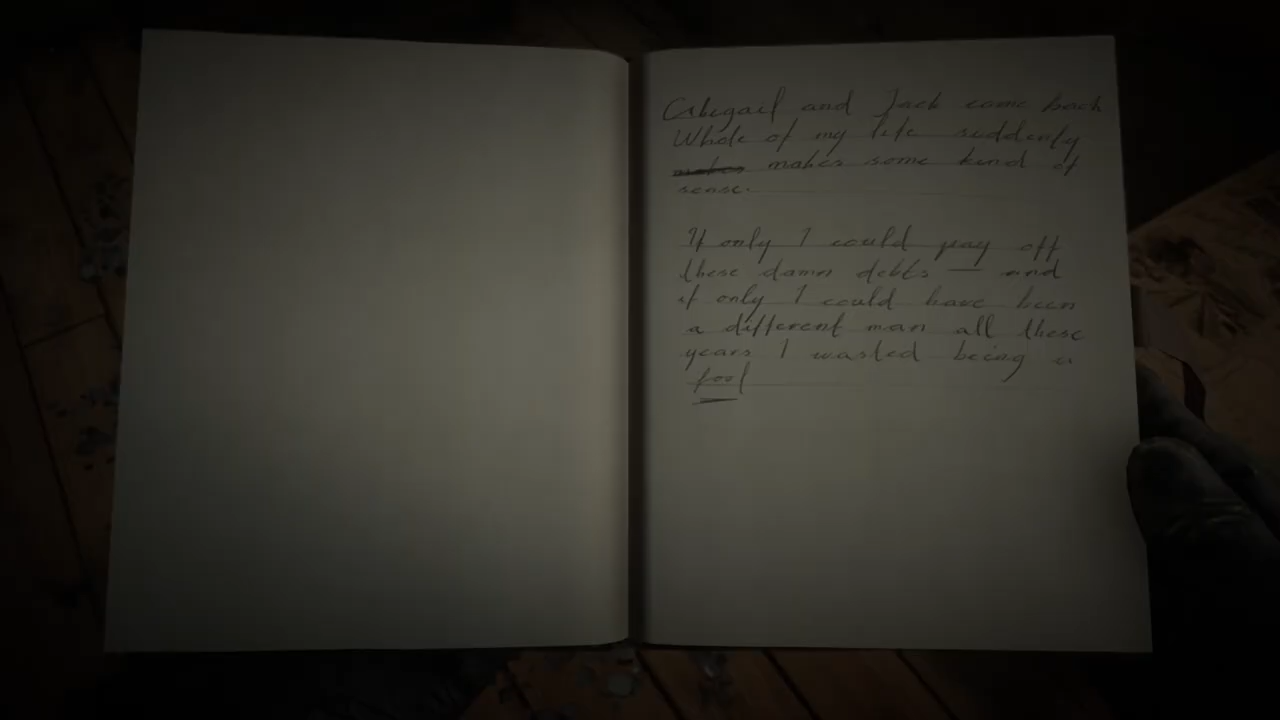 Abigail and Jack come back
Whole of my life suddenly
makes makes some kind of
sense.
If only I could pay off
these damn debts — and
if only I could have been
a different man all these
years I wasted being a
fool